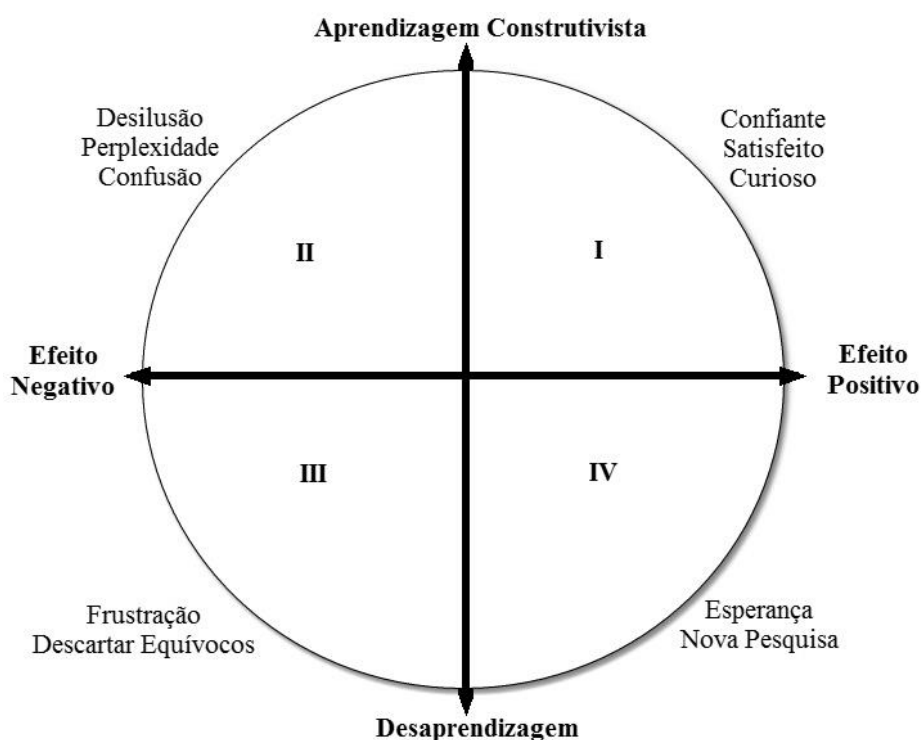 Aprendizagem Construtivista
Desilusão
Perplexidade
Confusão
Confiante
Satisfeito
Curioso
II
I
Efeito
Negativo
Efeito
Positivo
III
IV
Frustração
Descartar Equívocos
Esperança
Nova Pesquisa
Desaprendizagem